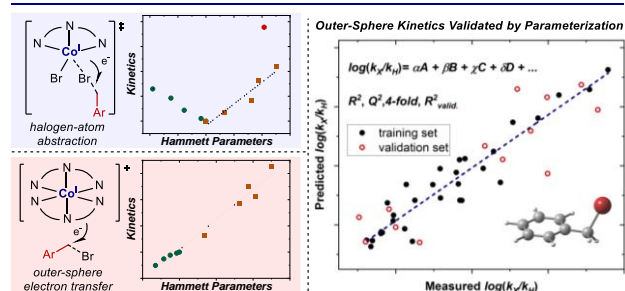 N
N
N
Co^I
e⁻
Br
Br
Ar
‡
halogen-atom
abstraction
Kinetics
Hammett Parameters
N
N
N
Co^I
N
N
N
e⁻
Ar
Br
‡
outer-sphere
electron transfer
Kinetics
Hammett Parameters
Outer-Sphere Kinetics Validated by Parameterization
log(k_X/k_H)= αA + βB + χC + δD + ...
R², Q²,4-fold, R²_valid.
training set
validation set
Predicted log(k_X/k_H)
Measured log(k_X/k_H)